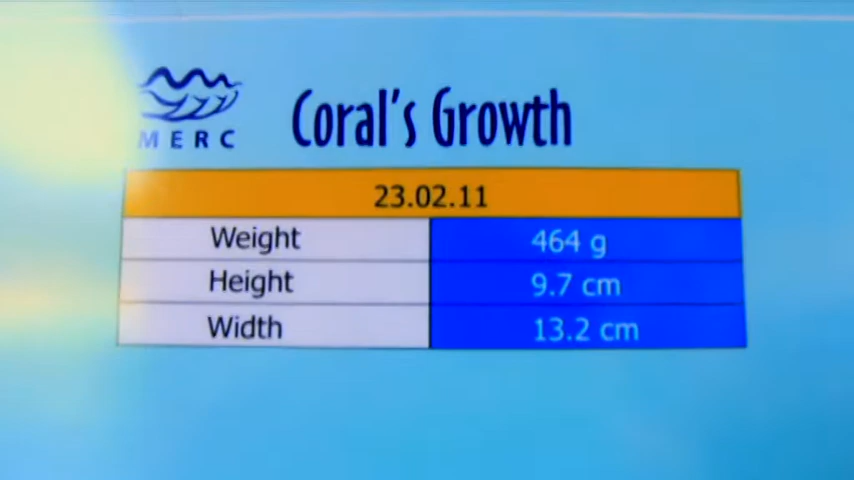 MERC
Coral's Growth
23.02.11
Weight 464 g
Height 9.7 cm
Width 13.2 cm